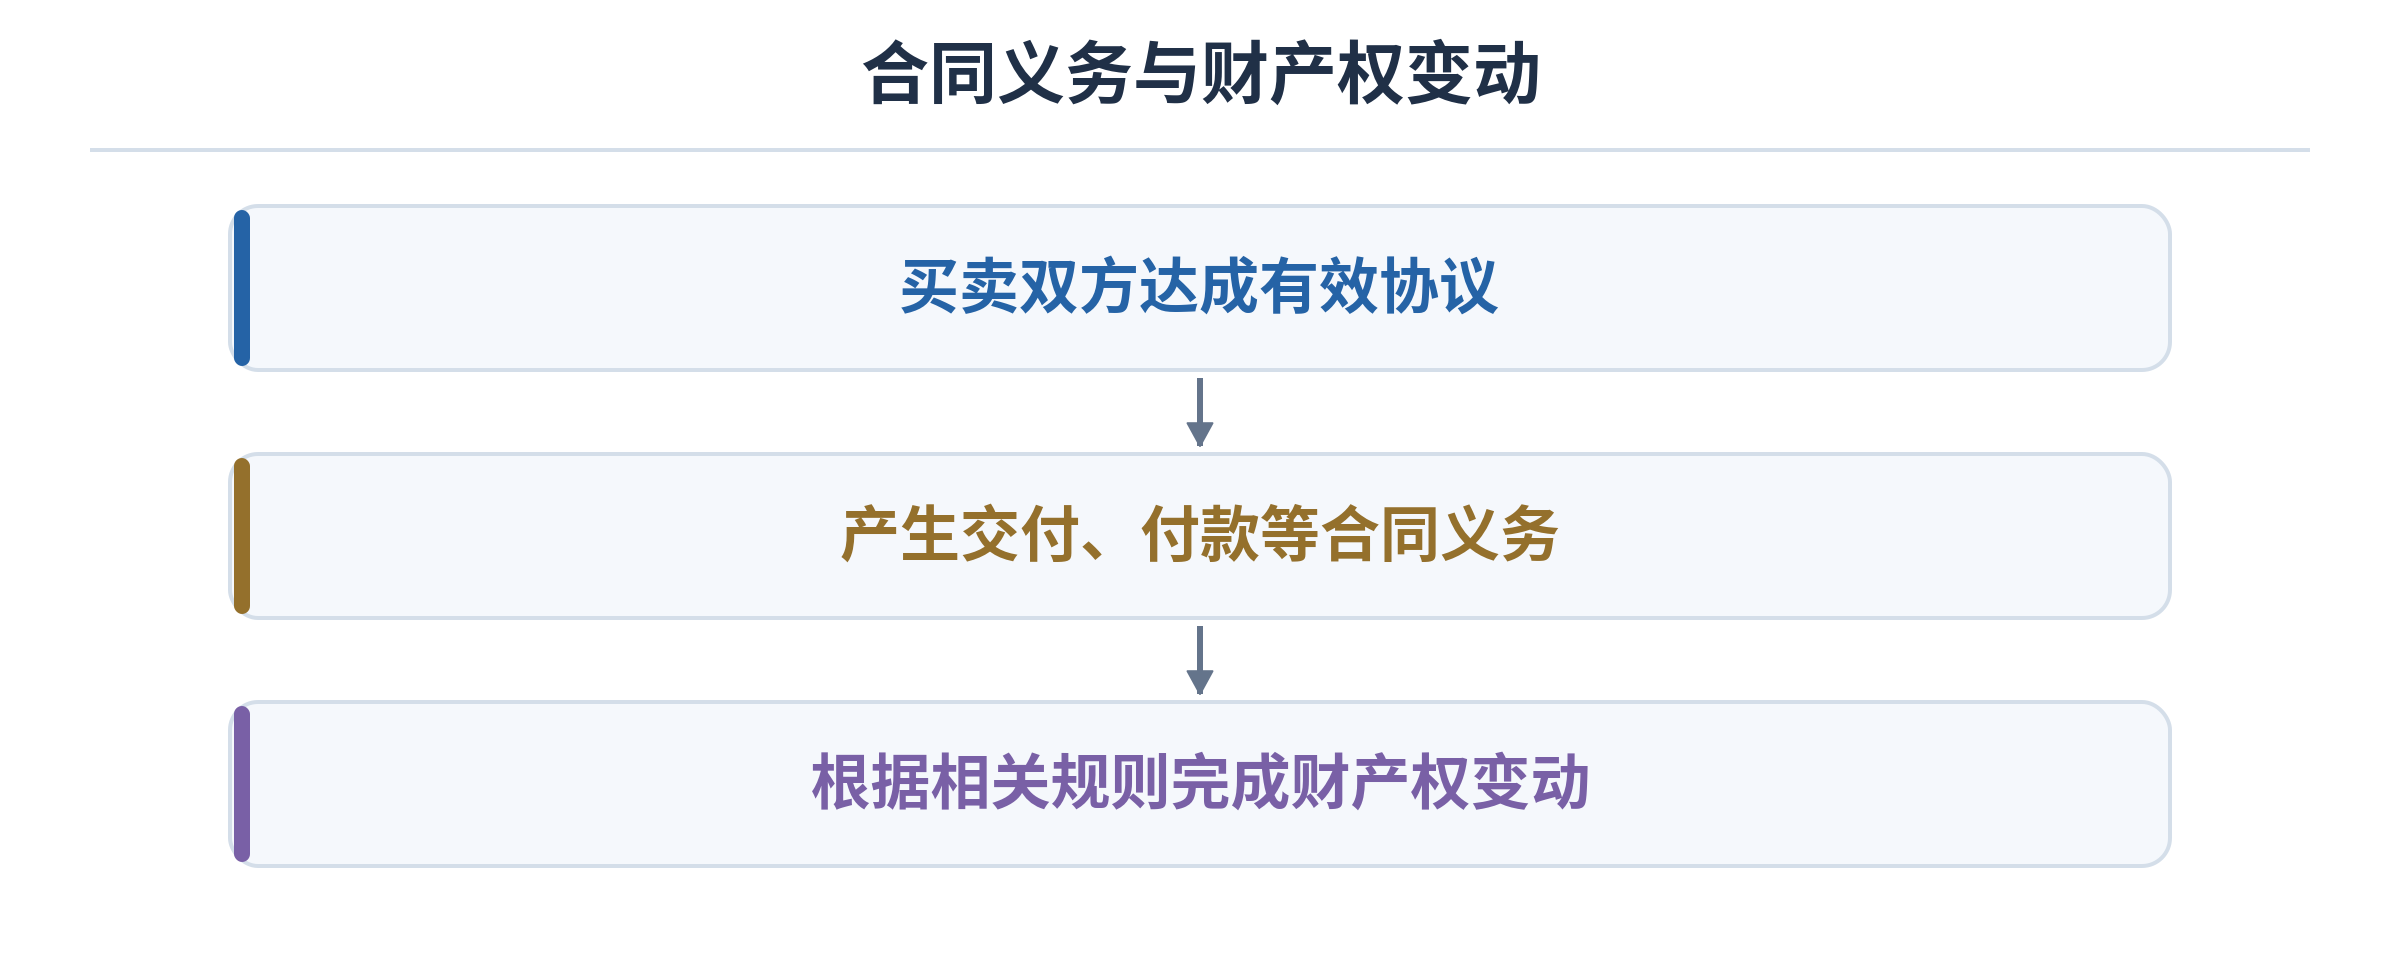 合同义务与财产权变动
买卖双方达成有效协议
产生交付、付款等合同义务
根据相关规则完成财产权变动